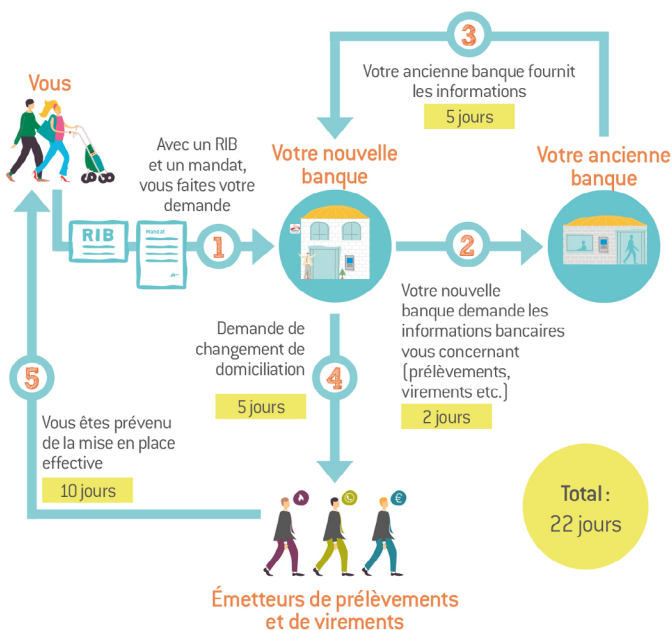 Vous
Avec un RIB
et un mandat,
vous faites votre
demande
RIB
Mandat
1
Votre nouvelle
banque
2
Votre nouvelle
banque demande les
informations bancaires
vous concernant
(prélèvements,
virements etc.)
2 jours
Votre ancienne
banque
3
Votre ancienne banque fournit
les informations
5 jours
4
Demande de
changement de
domiciliation
5 jours
€
Émetteurs de prélèvements
et de virements
5
Vous êtes prévenu
de la mise en place
effective
10 jours
Total :
22 jours